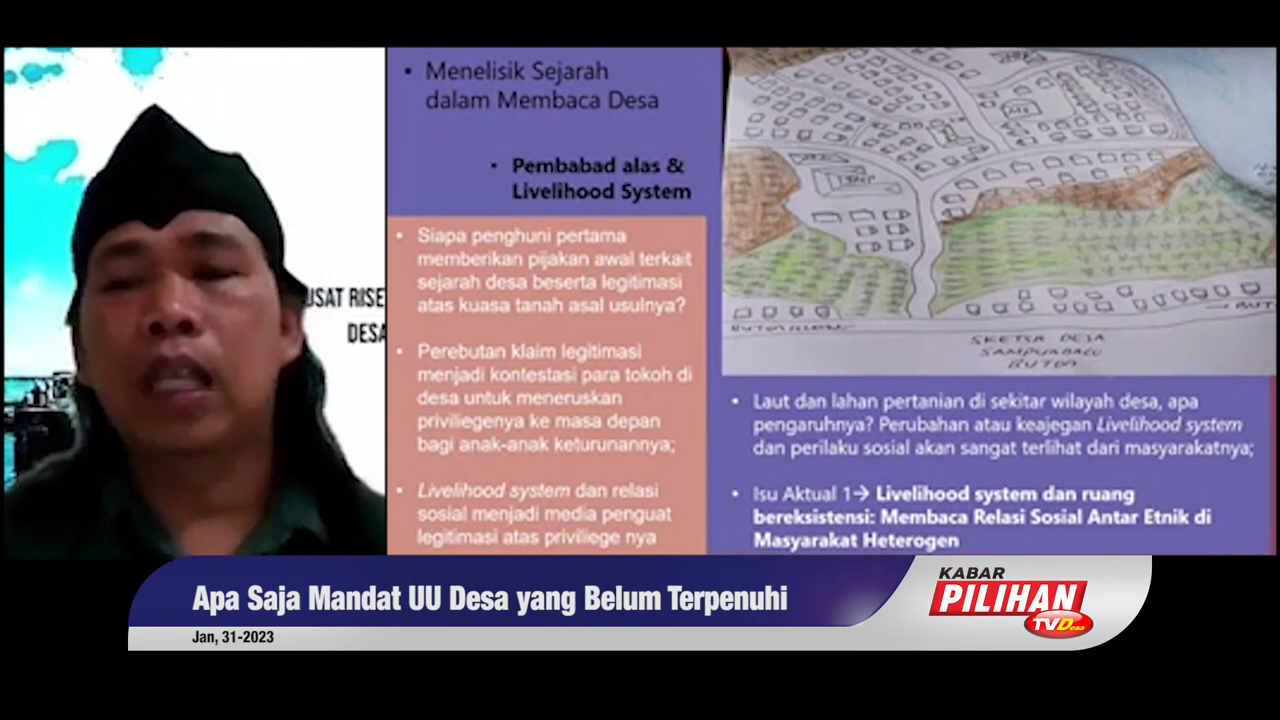 USAT RISE
DESA
• Menelisik Sejarah
dalam Membaca Desa
• Pembabad alas &
Livelihood System
• Siapa penghuni pertama
memberikan pijakan awal terkait
sejarah desa beserta legitimasi
atas kuasa tanah asal usulnya?
• Perebutan klaim legitimasi
menjadi kontestasi para tokoh di
desa untuk meneruskan
priviliegenya ke masa depan
bagi anak-anak keturunannya;
• Livelihood system dan relasi
sosial menjadi media penguat
legitimasi atas priviliege nya
SKETSA DESA
SAMPUABALU
BUTON
• Laut dan lahan pertanian di sekitar wilayah desa, apa
pengaruhnya? Perubahan atau keajegan Livelihood system
dan perilaku sosial akan sangat terlihat dari masyarakatnya;
• Isu Aktual 1→ Livelihood system dan ruang
bereksistensi: Membaca Relasi Sosial Antar Etnik di
Masyarakat Heterogen
Apa Saja Mandat UU Desa yang Belum Terpenuhi
Jan, 31-2023
KABAR
PILIHAN
TVDesa